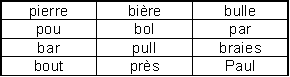 pierre bière bulle
pou bol par
bar pull braies
bout près Paul